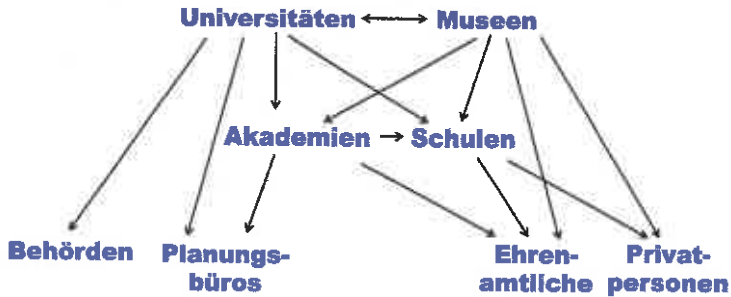 Universitäten Museen
Akademien Schulen
Behörden Planungs- Ehren- Privat-
büros amtliche personen